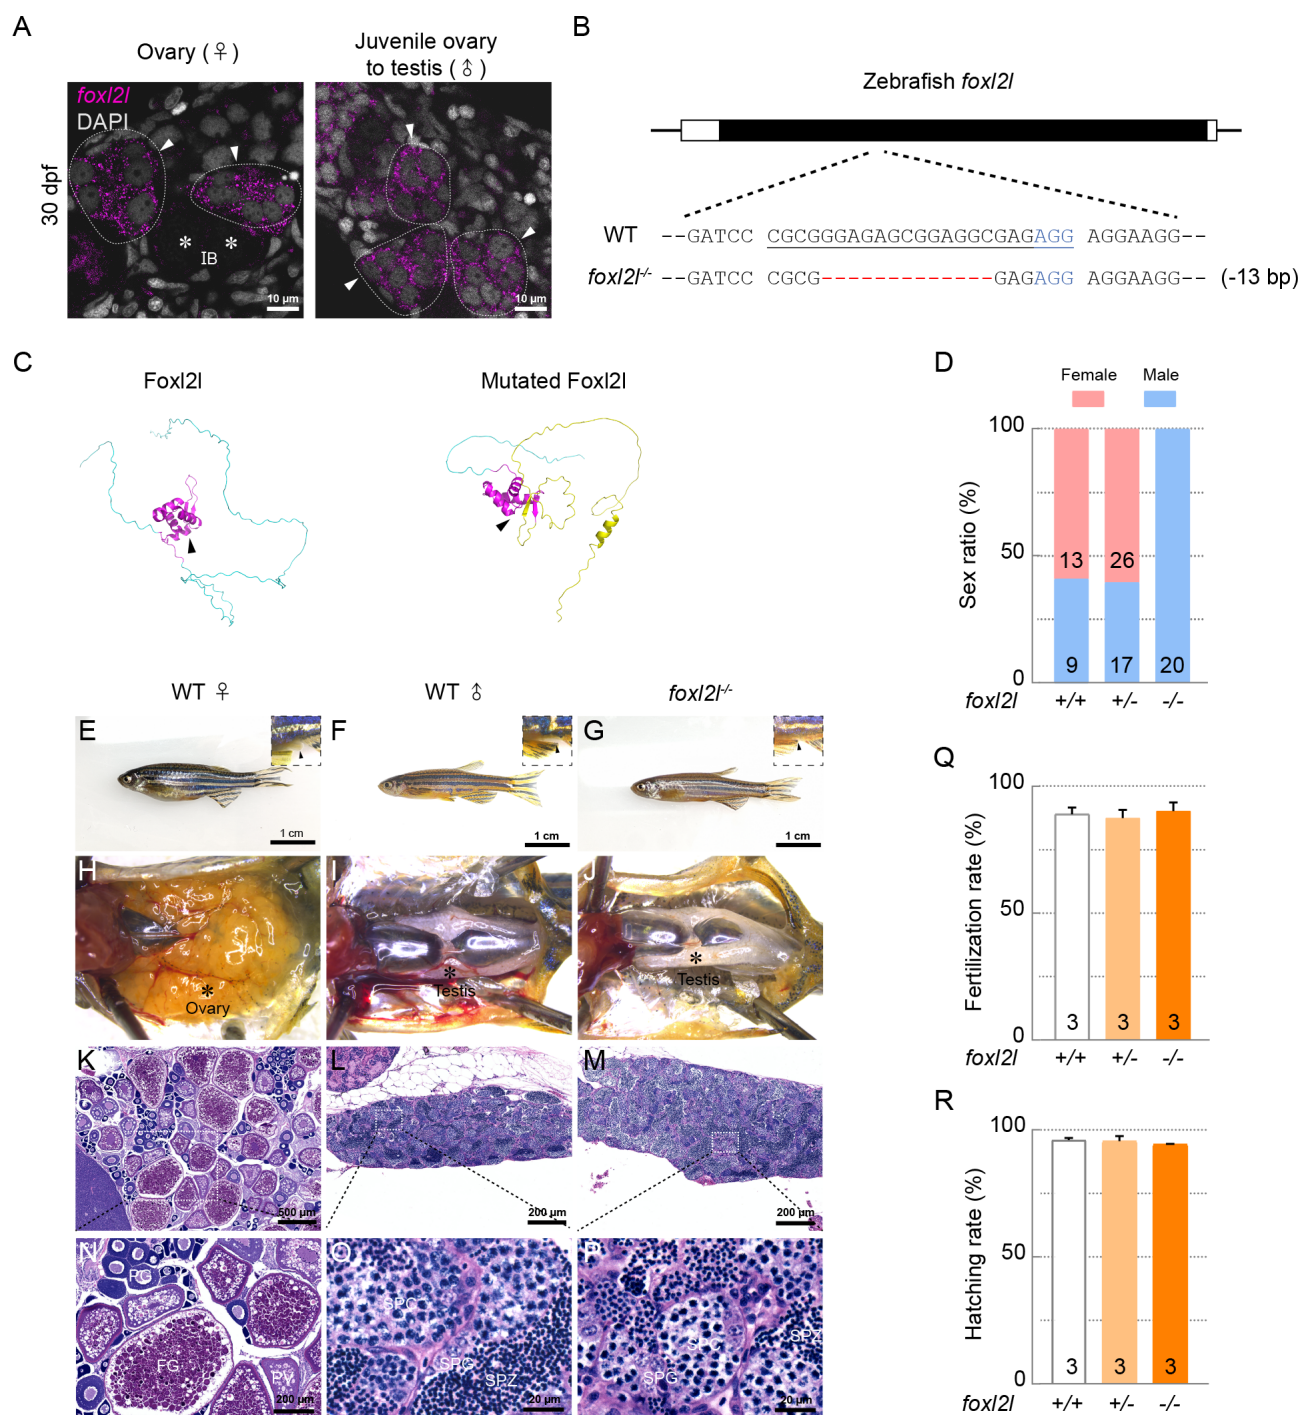 A
Ovary (♀)
Juvenile ovary
to testis (♂)
foxl2l
DAPI
30 dpf
* *
IB
10 µm
10 µm
B
Zebrafish foxl2l
WT --GATCC CGCGGGAGAGCGGAGGCGAGAGG AGGAAGG--
foxl2l-/- --GATCC CGCG-------------GAGAGG AGGAAGG-- (-13 bp)
C
Foxl2l
Mutated Foxl2l
D
Female Male
100
50
0
Sex ratio (%)
13 26
9 17 20
foxl2l +/+ +/- -/-
WT ♀
WT ♂
foxl2l-/-
E
1 cm
F
1 cm
G
1 cm
H
*
Ovary
I
*
Testis
J
*
Testis
K
500 µm
L
200 µm
M
200 µm
N
PG
FG
PV
200 µm
O
SPC
SPG
SPZ
20 µm
P
SPZ
SPC
SPG
20 µm
Q
100
50
0
Fertilization rate (%)
3 3 3
foxl2l +/+ +/- -/-
R
100
50
0
Hatching rate (%)
3 3 3
foxl2l +/+ +/- -/-